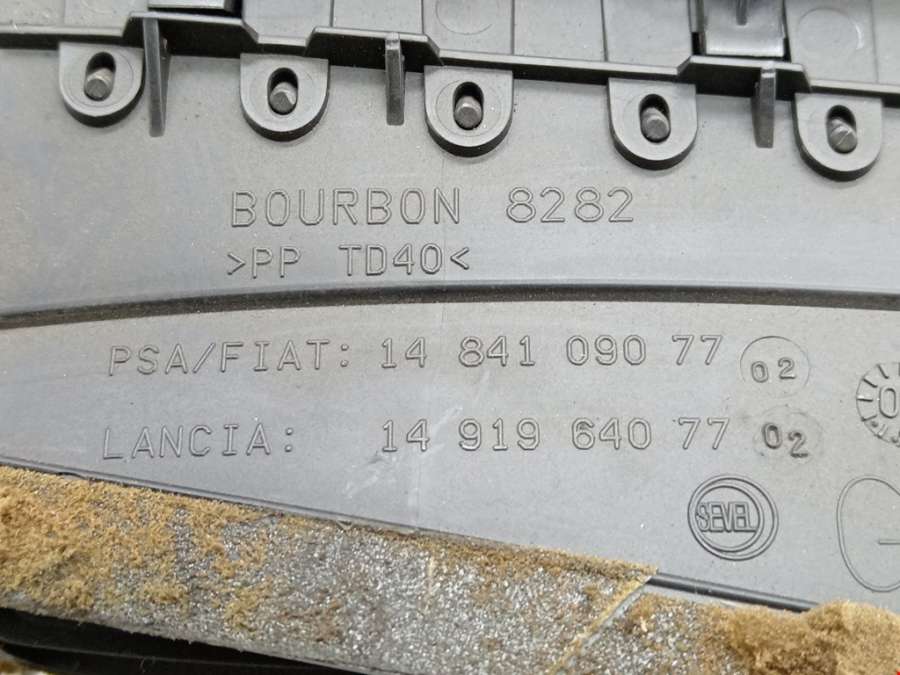 BOURBON 8282
>PP TD40<
PSA/FIAT: 14 841 090 77 02
LANCIA: 14 919 640 77 02
SEVEL